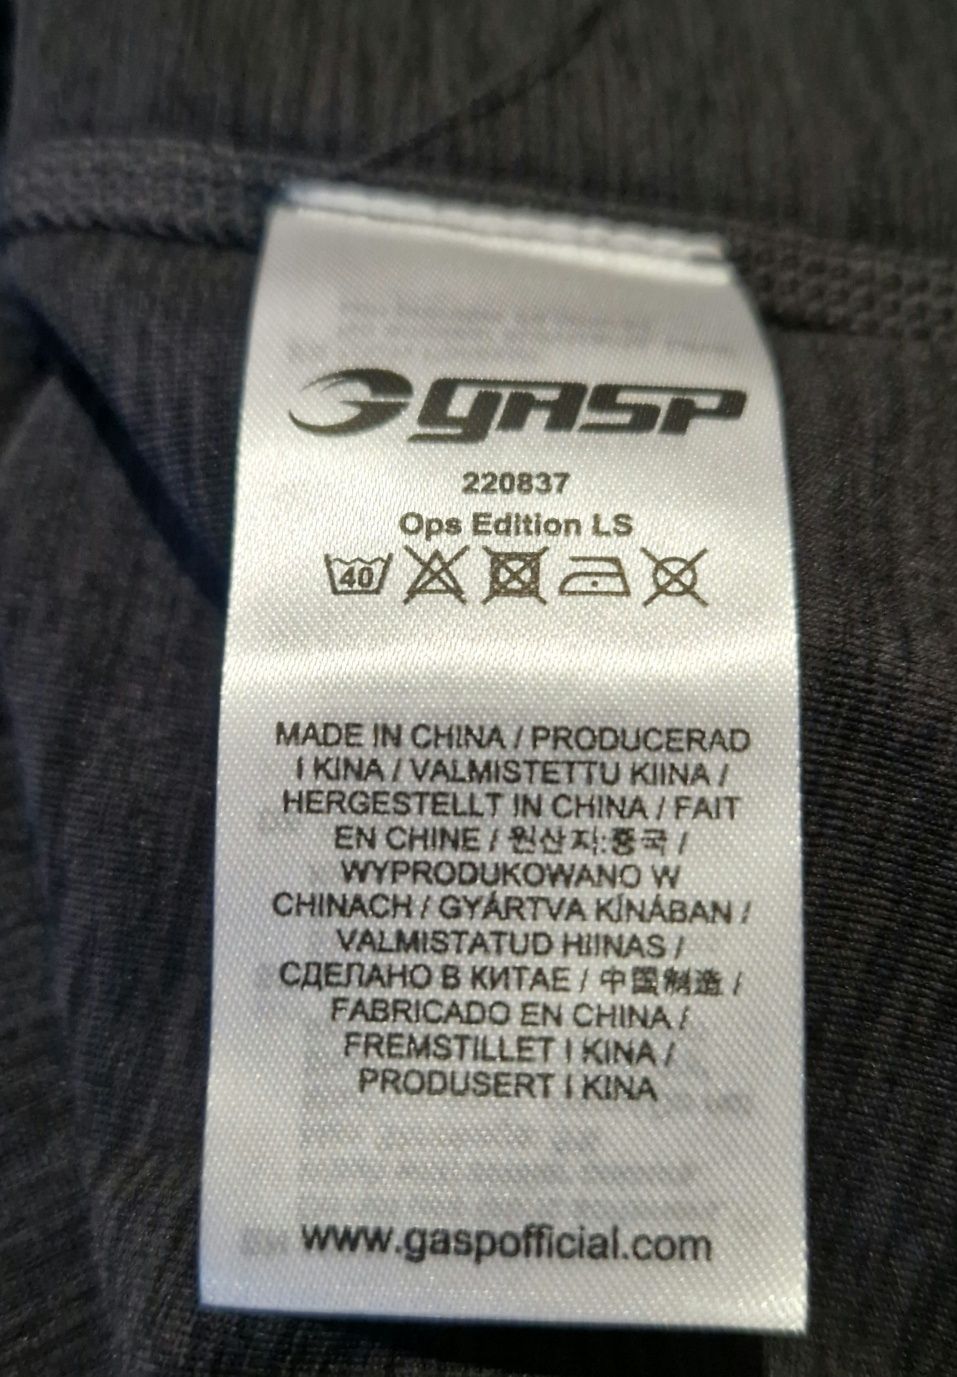 gasp
220837
Ops Edition LS
40
MADE IN CHINA / PRODUCERAD
I KINA / VALMISTETTU KIINA /
HERGESTELLT IN CHINA / FAIT
EN CHINE / 원산지:중국 /
WYPRODUKOWANO W
CHINACH / GYÁRTVA KÍNÁBAN /
VALMISTATUD HIINAS /
СДЕЛАНО В КИТАЕ / 中国制造 /
FABRICADO EN CHINA /
FREMSTILLET I KINA /
PRODUSERT I KINA
www.gaspofficial.com